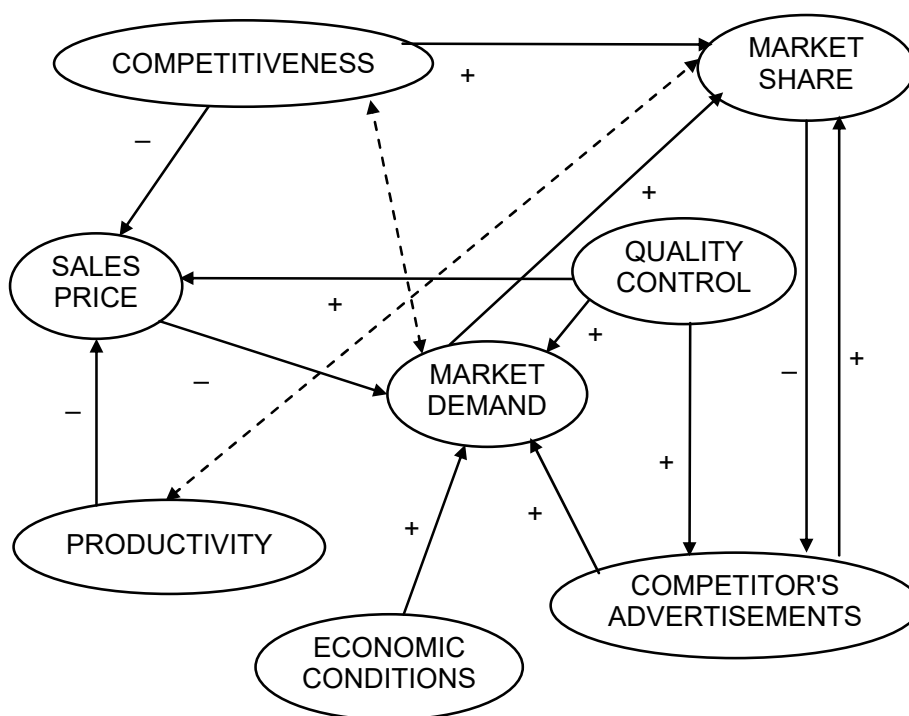 COMPETITIVENESS
+
MARKET
SHARE
–
+
SALES
PRICE
QUALITY
CONTROL
+
+
–
MARKET
DEMAND
–
+
–
+
+
+
PRODUCTIVITY
COMPETITOR'S
ADVERTISEMENTS
ECONOMIC
CONDITIONS